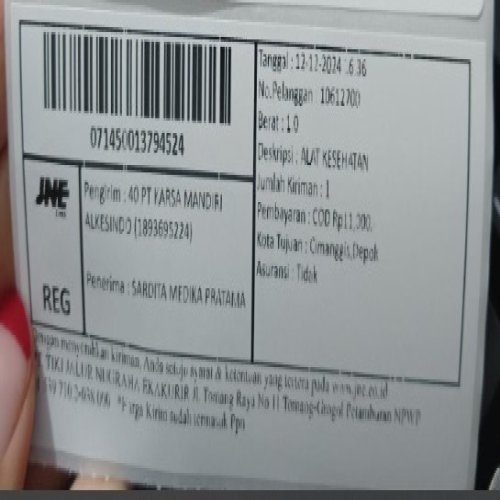 071450013794524
JNE
REG
Pengirim : 40 PT KARSA MANDIRI
ALKESINDO (1893695224)
Penerima : SARDITA MEDIKA PRATAMA
Tanggal : 12-12-2024 16:36
No.Pelanggan : 10612700
Berat : 1.0
Deskripsi : ALAT KESEHATAN
Jumlah Kiriman : 1
Pembayaran : COD Rp11,000.
Kota Tujuan : Cimanggis,Depok
Asuransi : Tidak
Dengan menyerahkan kiriman, Anda setuju syarat & ketentuan yang tertera pada www.jne.co.id
TIKI JALUR NUGRAHA EKAKURIR Jl. Tomang Raya No 11 Tomang-Grogol Petamburan NPWP
*Harga Kirim sudah termasuk Ppn